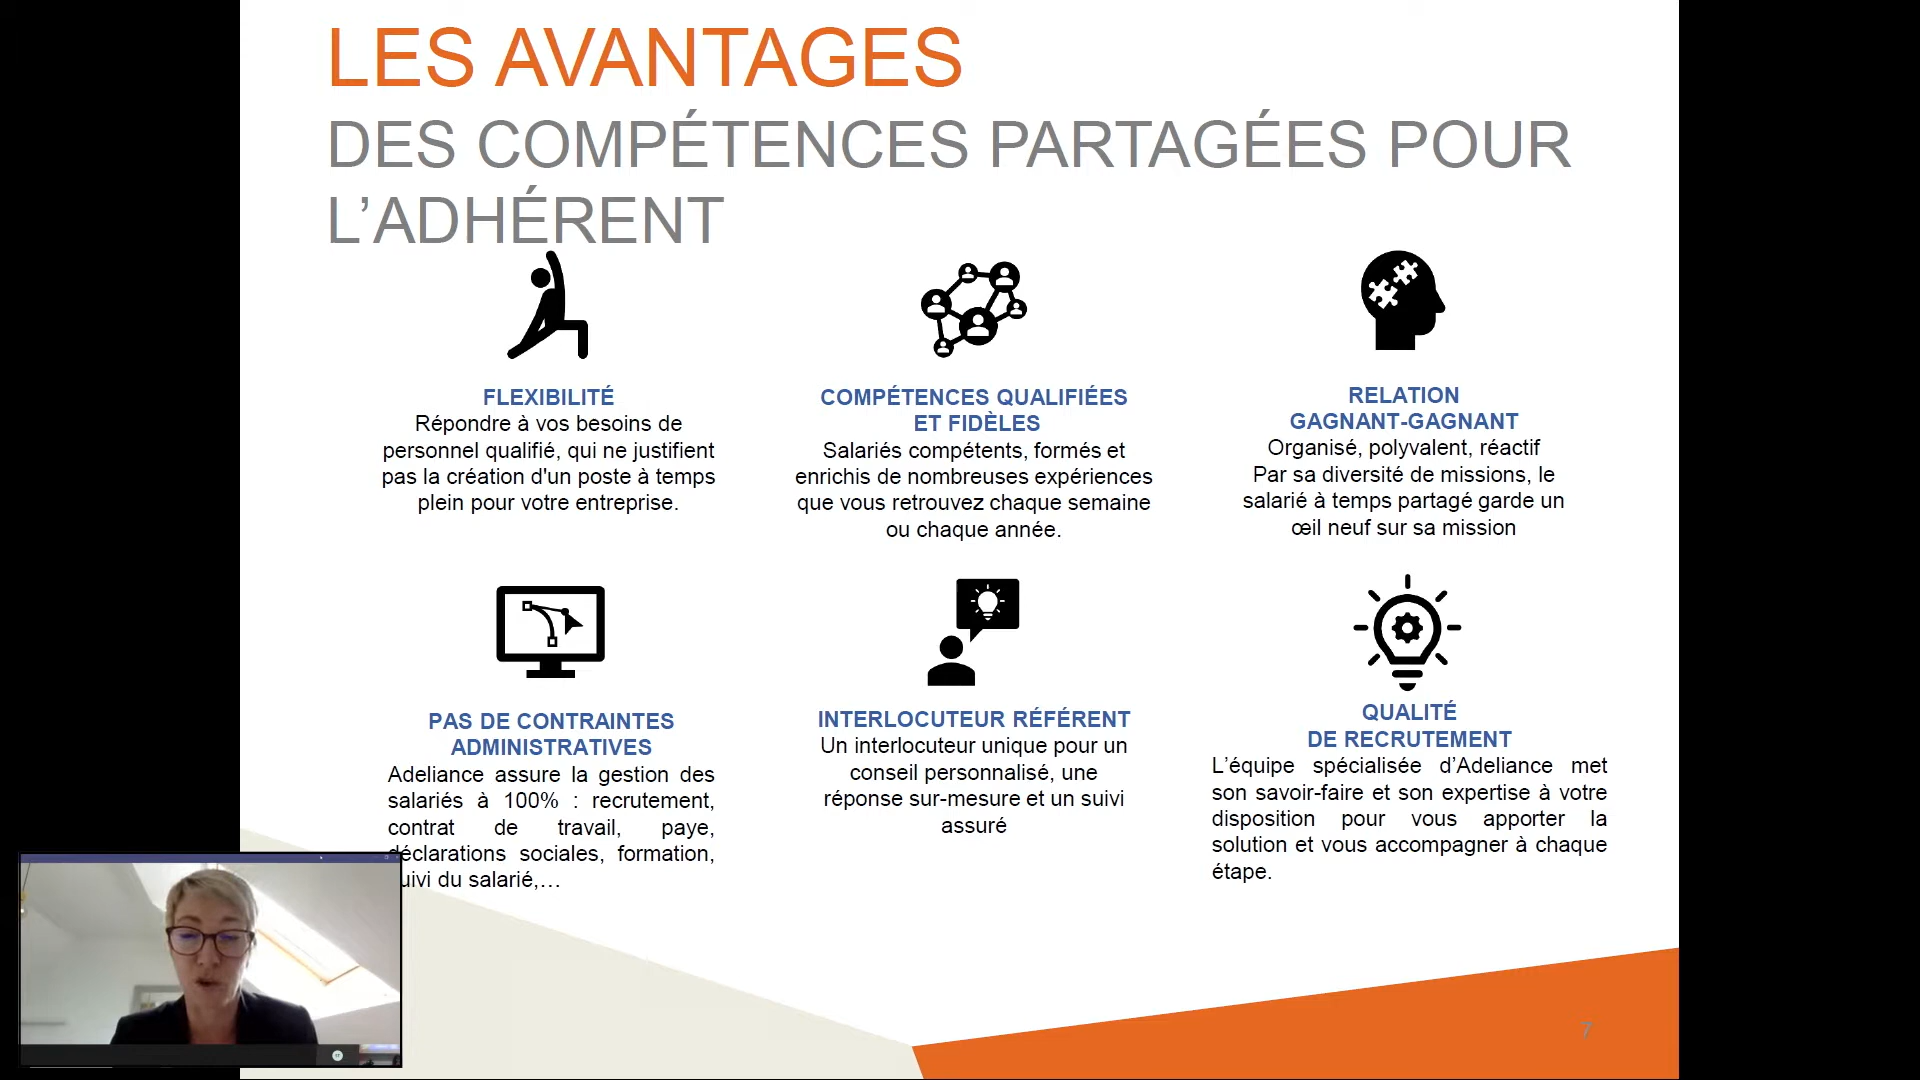 LES AVANTAGES
DES COMPÉTENCES PARTAGÉES POUR
L’ADHÉRENT
FLEXIBILITÉ
Répondre à vos besoins de
personnel qualifié, qui ne justifient
pas la création d'un poste à temps
plein pour votre entreprise.
COMPÉTENCES QUALIFIÉES
ET FIDÈLES
Salariés compétents, formés et
enrichis de nombreuses expériences
que vous retrouvez chaque semaine
ou chaque année.
RELATION
GAGNANT-GAGNANT
Organisé, polyvalent, réactif
Par sa diversité de missions, le
salarié à temps partagé garde un
œil neuf sur sa mission
PAS DE CONTRAINTES
ADMINISTRATIVES
Adeliance assure la gestion des
salariés à 100% : recrutement,
contrat de travail, paye,
déclarations sociales, formation,
uivi du salarié,…
INTERLOCUTEUR RÉFÉRENT
Un interlocuteur unique pour un
conseil personnalisé, une
réponse sur-mesure et un suivi
assuré
QUALITÉ
DE RECRUTEMENT
L’équipe spécialisée d’Adeliance met
son savoir-faire et son expertise à votre
disposition pour vous apporter la
solution et vous accompagner à chaque
étape.
7